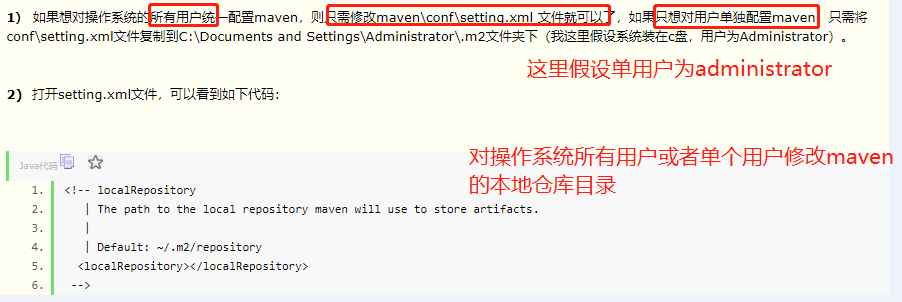 1) 如果想对操作系统的所有用户统一配置maven，则只需修改maven\conf\setting.xml 文件就可以了，如果只想对用户单独配置maven 只需将
conf\setting.xml文件复制到C:\Documents and Settings\Administrator\.m2文件夹下（我这里假设系统装在c盘，用户为Administrator）。
这里假设单用户为administrator
2) 打开setting.xml文件，可以看到如下代码：
Java代码
对操作系统所有用户或者单个用户修改maven
的本地仓库目录
1. <!-- localRepository
2. | The path to the local repository maven will use to store artifacts.
3. |
4. | Default: ~/.m2/repository
5. <localRepository></localRepository>
6. -->